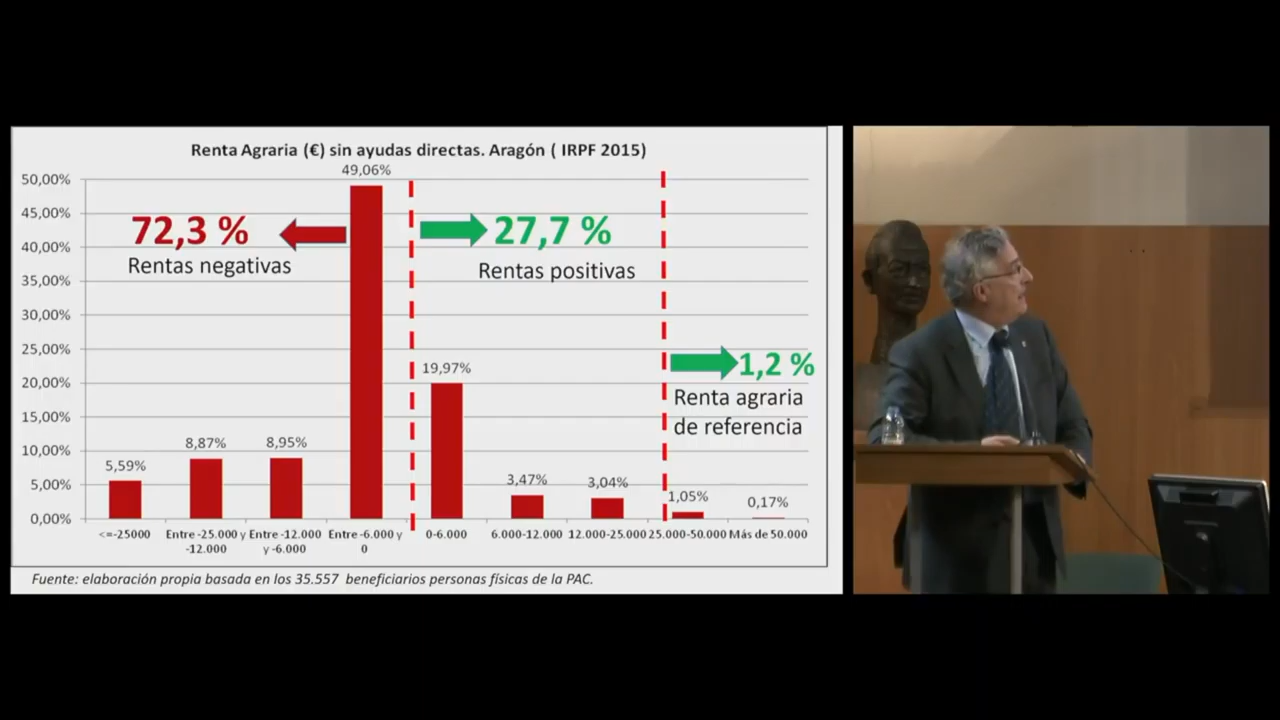 Renta Agraria (€) sin ayudas directas. Aragón ( IRPF 2015)
50,00%
45,00%
40,00%
35,00%
30,00%
25,00%
20,00%
15,00%
10,00%
5,00%
0,00%
72,3 %
Rentas negativas
27,7 %
Rentas positivas
1,2 %
Renta agraria
de referencia
5,59%
8,87%
8,95%
49,06%
19,97%
3,47%
3,04%
1,05%
0,17%
<=-25000
Entre -25.000 y
-12.000
Entre -12.000
y -6.000
Entre -6.000 y
0
0-6.000
6.000-12.000
12.000-25.000
25.000-50.000
Más de 50.000
Fuente: elaboración propia basada en los 35.557 beneficiarios personas físicas de la PAC.